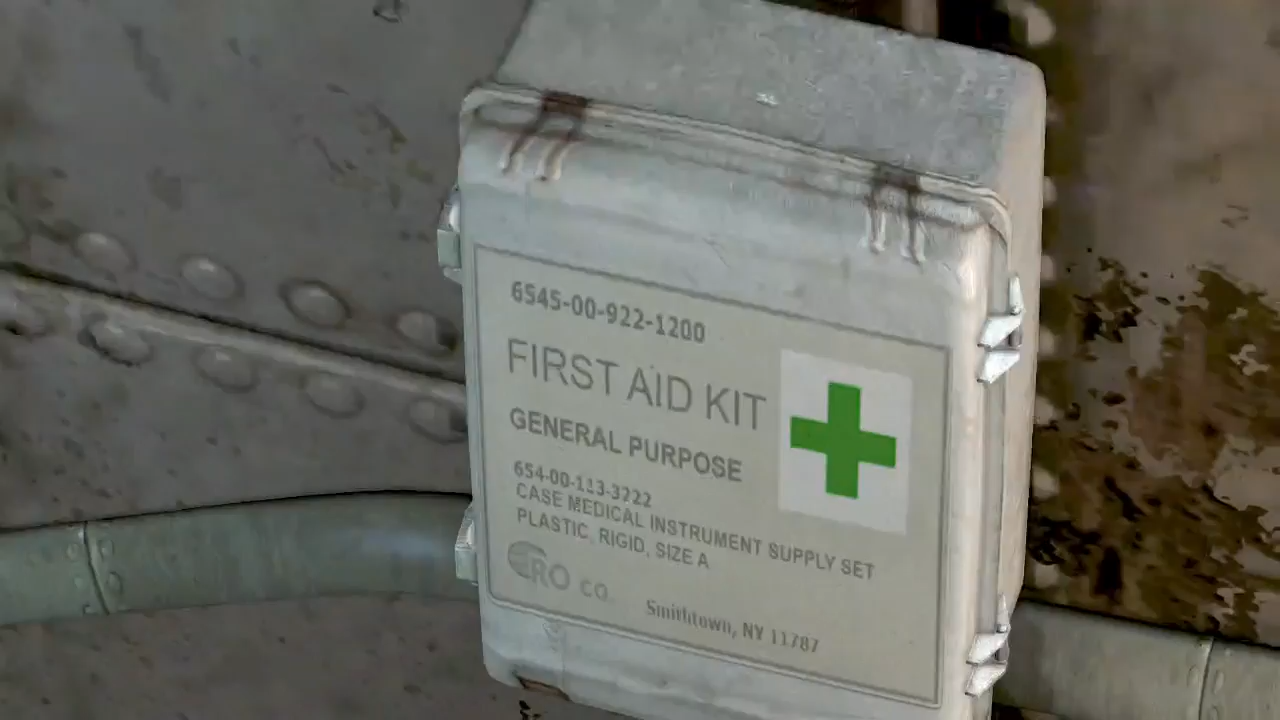 6545-00-922-1200
FIRST AID KIT
GENERAL PURPOSE
654-00-113-3222
CASE MEDICAL INSTRUMENT SUPPLY SET
PLASTIC, RIGID, SIZE A
ERO CO.
Smithtown, NY 11787